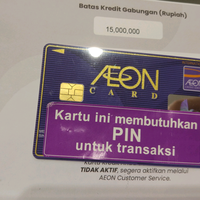 Batas Kredit Gabungan (Rupiah)
15,000,000
AEON
CARD
AEON
Kartu ini membutuhkan
PIN
untuk transaksi
TIDAK AKTIF, segera aktifkan melalui
AEON Customer Service.